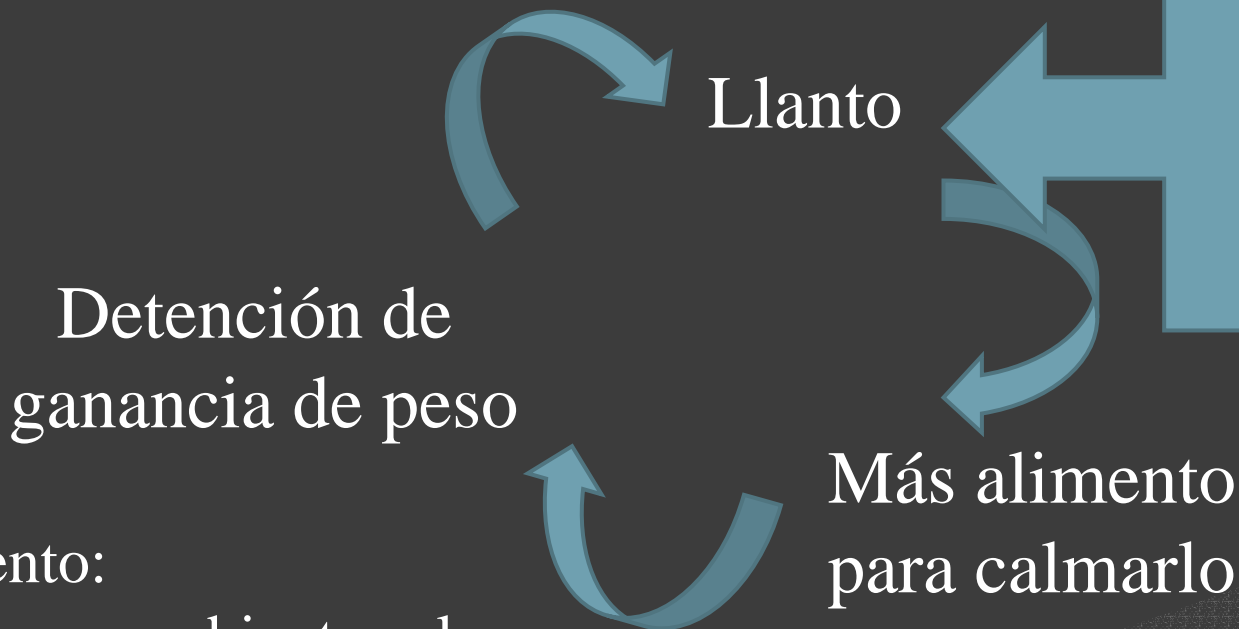 Llanto
Detención de
ganancia de peso
Más alimento
para calmarlo
ento: